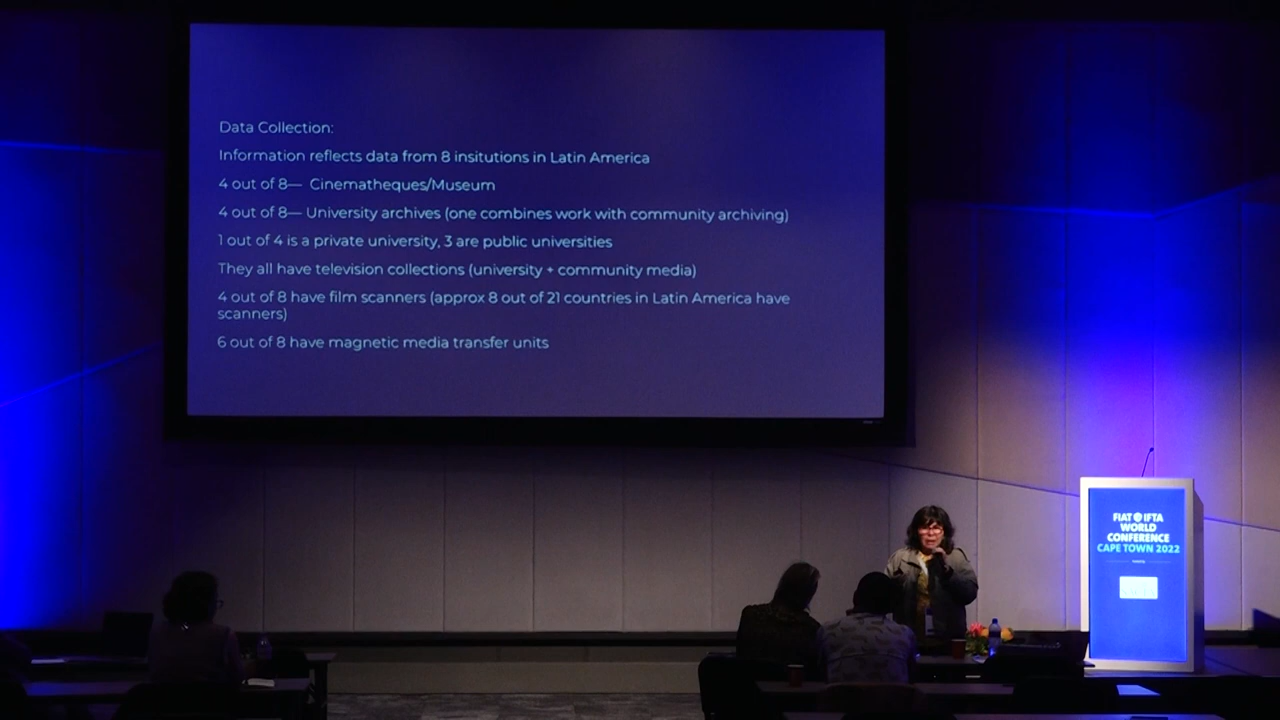 Data Collection:
Information reflects data from 8 insitutions in Latin America
4 out of 8— Cinematheques/Museum
4 out of 8— University archives (one combines work with community archiving)
1 out of 4 is a private university, 3 are public universities
They all have television collections (university + community media)
4 out of 8 have film scanners (approx 8 out of 21 countries in Latin America have
scanners)
6 out of 8 have magnetic media transfer units
FIAT IFTA
WORLD
CONFERENCE
CAPE TOWN 2022